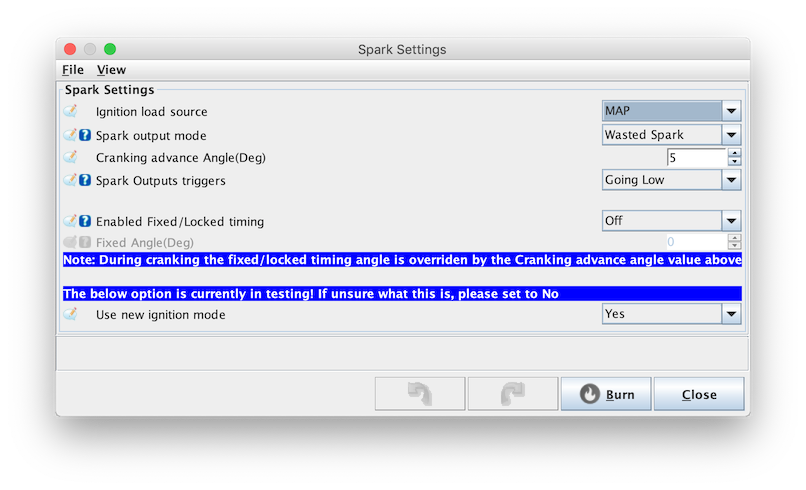 Spark Settings
File View
Spark Settings
Ignition load source MAP
? Spark output mode Wasted Spark
Cranking advance Angle(Deg) 5
? Spark Outputs triggers Going Low
? Enabled Fixed/Locked timing Off
? Fixed Angle(Deg) 0
Note: During cranking the fixed/locked timing angle is overriden by the Cranking advance angle value above
The below option is currently in testing! If unsure what this is, please set to No
Use new ignition mode Yes
Burn Close